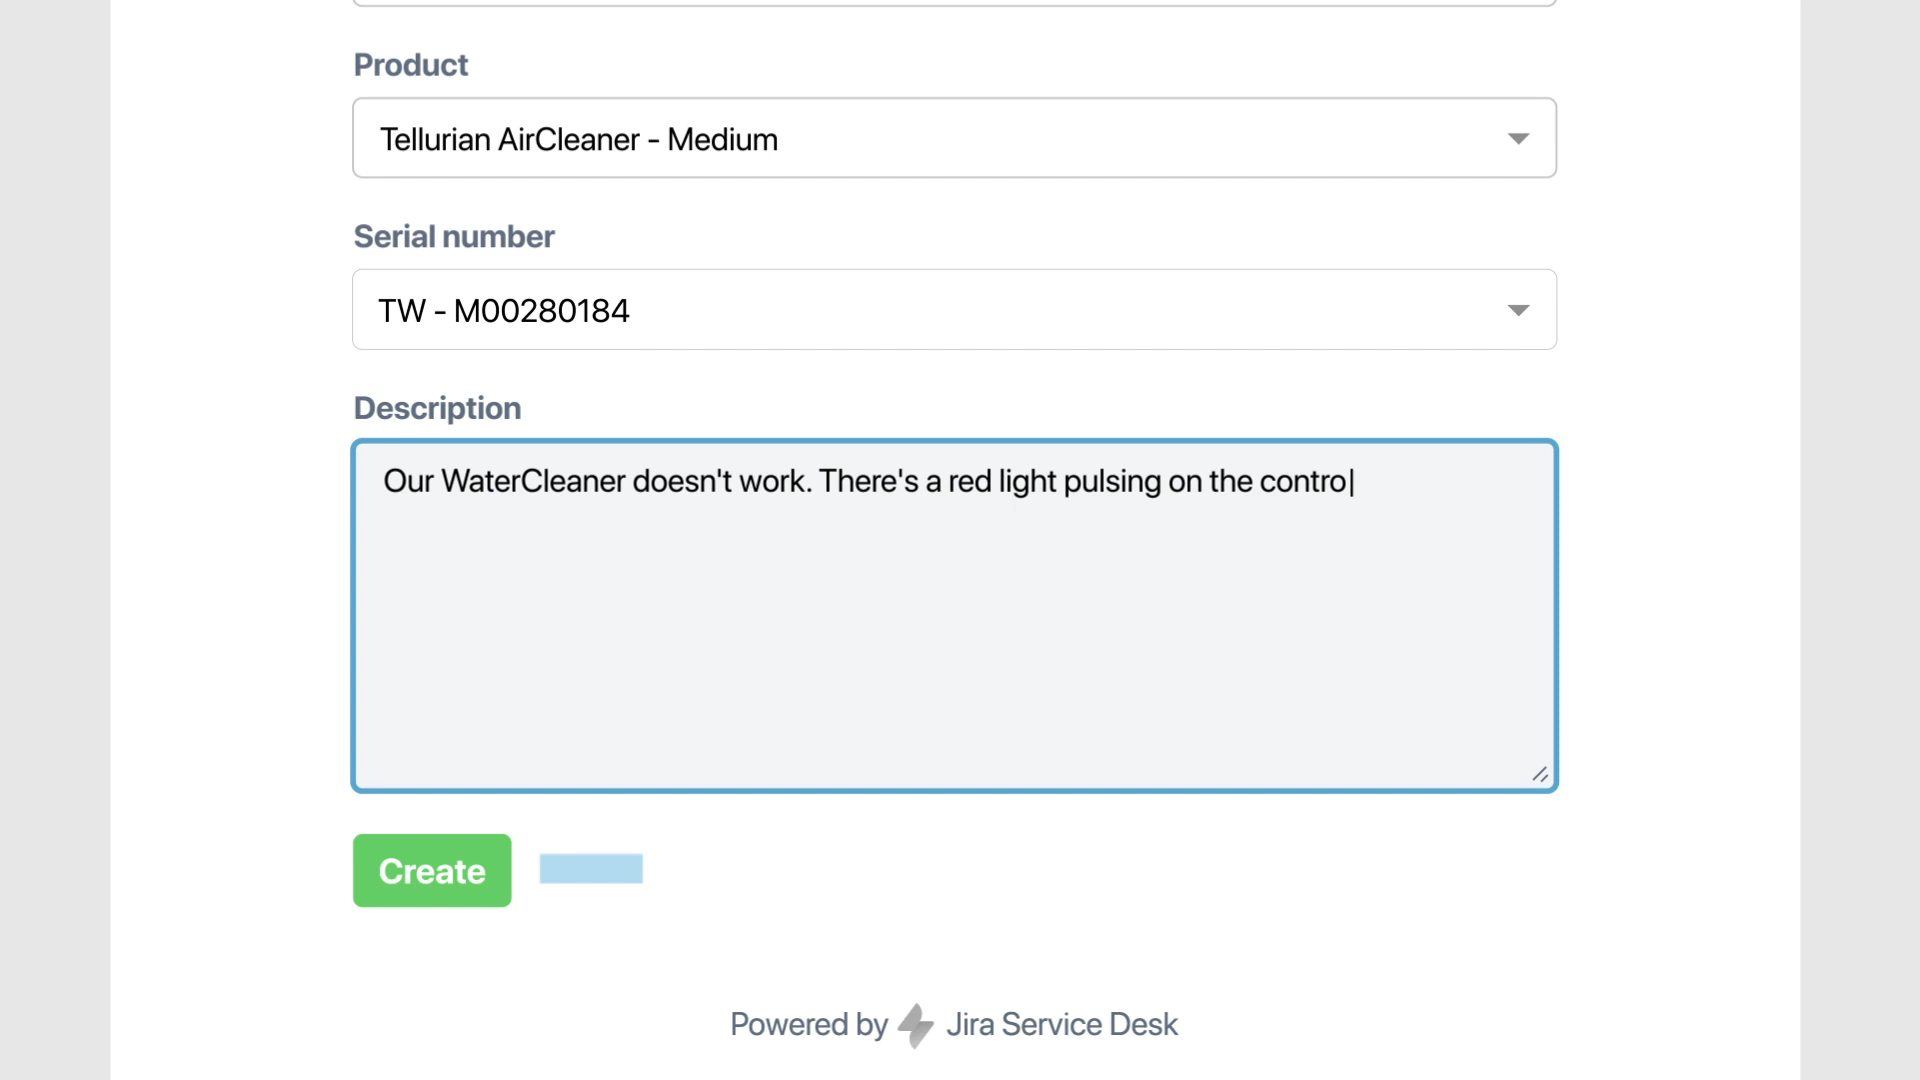 Product
Tellurian AirCleaner - Medium
Serial number
TW - M00280184
Description
Our WaterCleaner doesn't work. There's a red light pulsing on the contro
Create
Powered by Jira Service Desk